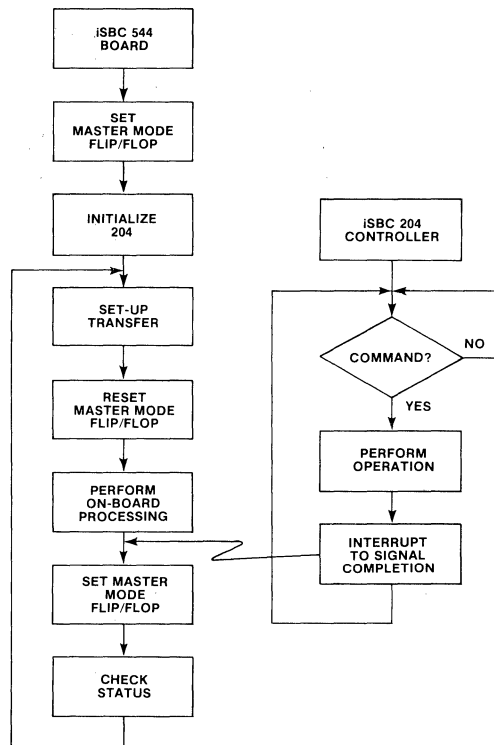 iSBC 544
BOARD
SET
MASTER MODE
FLIP/FLOP
INITIALIZE
204
SET-UP
TRANSFER
RESET
MASTER MODE
FLIP/FLOP
PERFORM
ON-BOARD
PROCESSING
SET MASTER
MODE
FLIP/FLOP
CHECK
STATUS
iSBC 204
CONTROLLER
COMMAND?
NO
YES
PERFORM
OPERATION
INTERRUPT
TO SIGNAL
COMPLETION